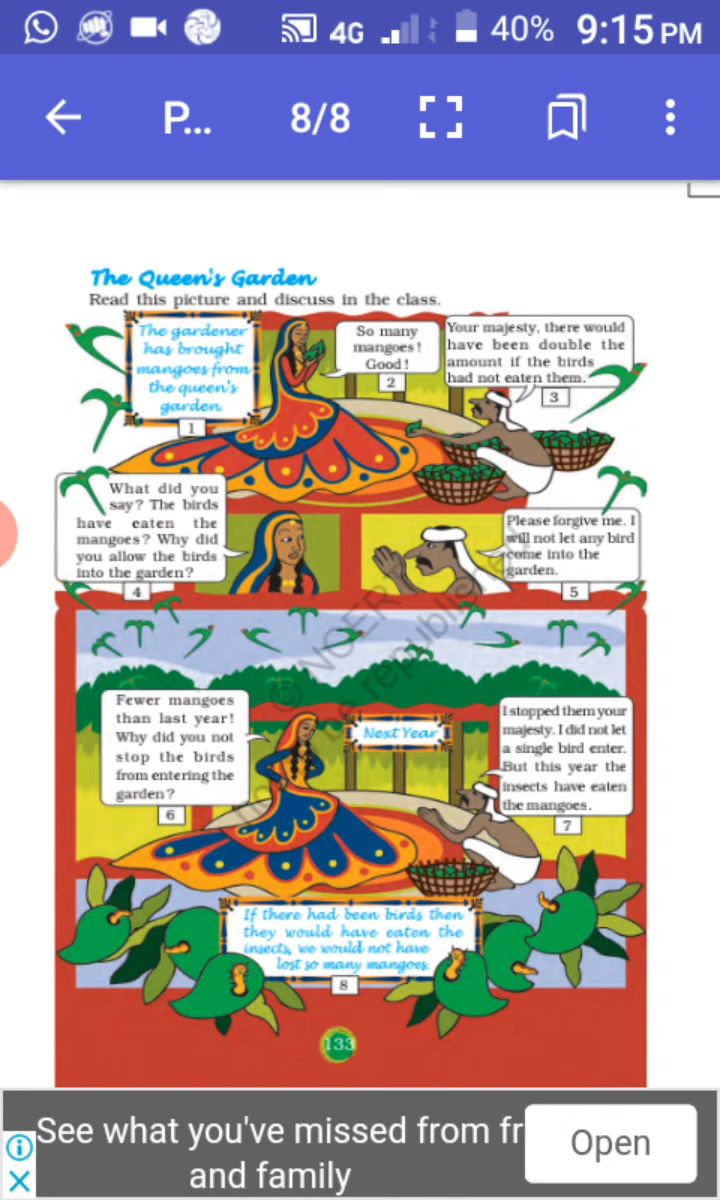 4G 40% 9:15 PM
P... 8/8
The Queen's Garden
Read this picture and discuss in the class.
The gardener
has brought
mangoes from
the queen's
garden.
1
So many
mangoes!
Good!
2
Your majesty, there would
have been double the
amount if the birds
had not eaten them.
3
What did you
say? The birds
have eaten the
mangoes? Why did
you allow the birds
into the garden?
4
Please forgive me. I
will not let any bird
come into the
garden.
5
Fewer mangoes
than last year!
Why did you not
stop the birds
from entering the
garden?
6
Next Year
I stopped them your
majesty. I did not let
a single bird enter.
But this year the
insects have eaten
the mangoes.
7
If there had been birds then
they would have eaten the
insects, we would not have
lost so many mangoes.
8
133
© NCERT
be republished
See what you've missed from fr
and family
Open